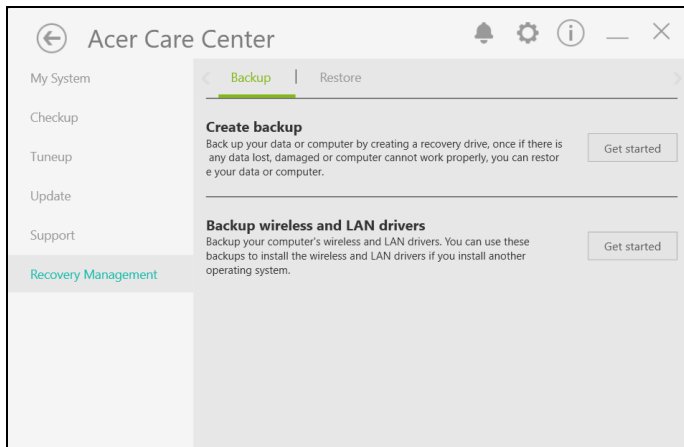 Acer Care Center
My System
Checkup
Tuneup
Update
Support
Recovery Management
Backup | Restore
Create backup
Back up your data or computer by creating a recovery drive, once if there is
any data lost, damaged or computer cannot work properly, you can restor
e your data or computer.
Get started
Backup wireless and LAN drivers
Backup your computer's wireless and LAN drivers. You can use these
backups to install the wireless and LAN drivers if you install another
operating system.
Get started